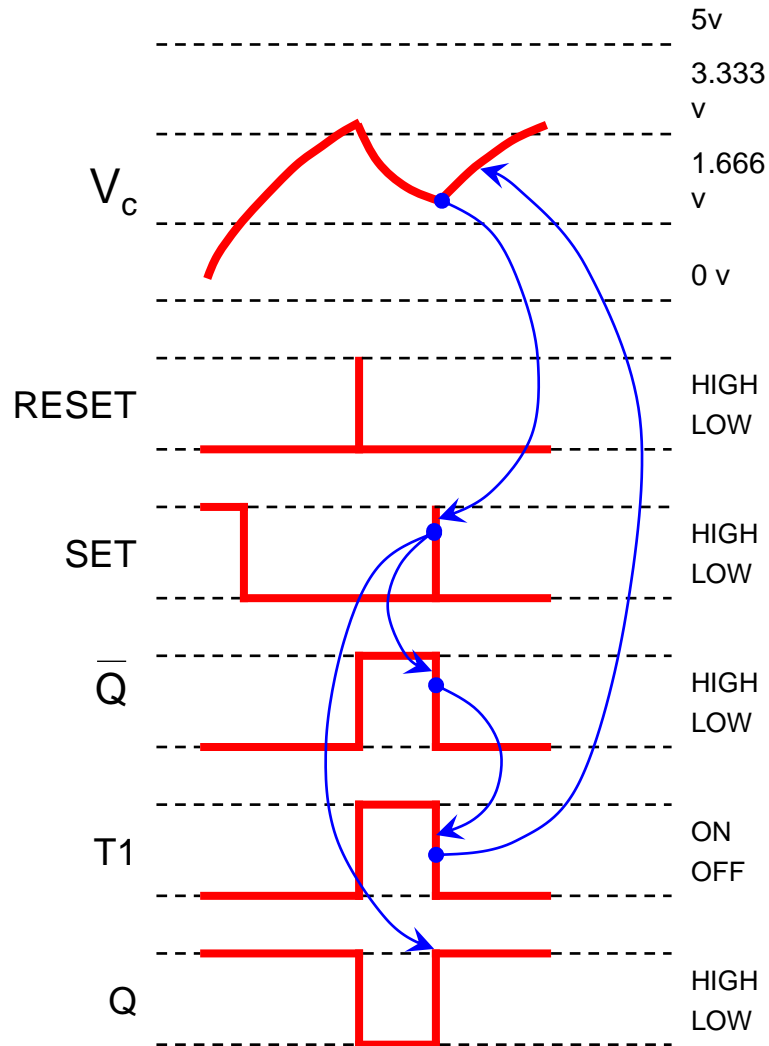 5v
3.333
v
1.666
v
V_c
0 v
RESET
HIGH
LOW
SET
HIGH
LOW
Q̅
HIGH
LOW
T1
ON
OFF
Q
HIGH
LOW